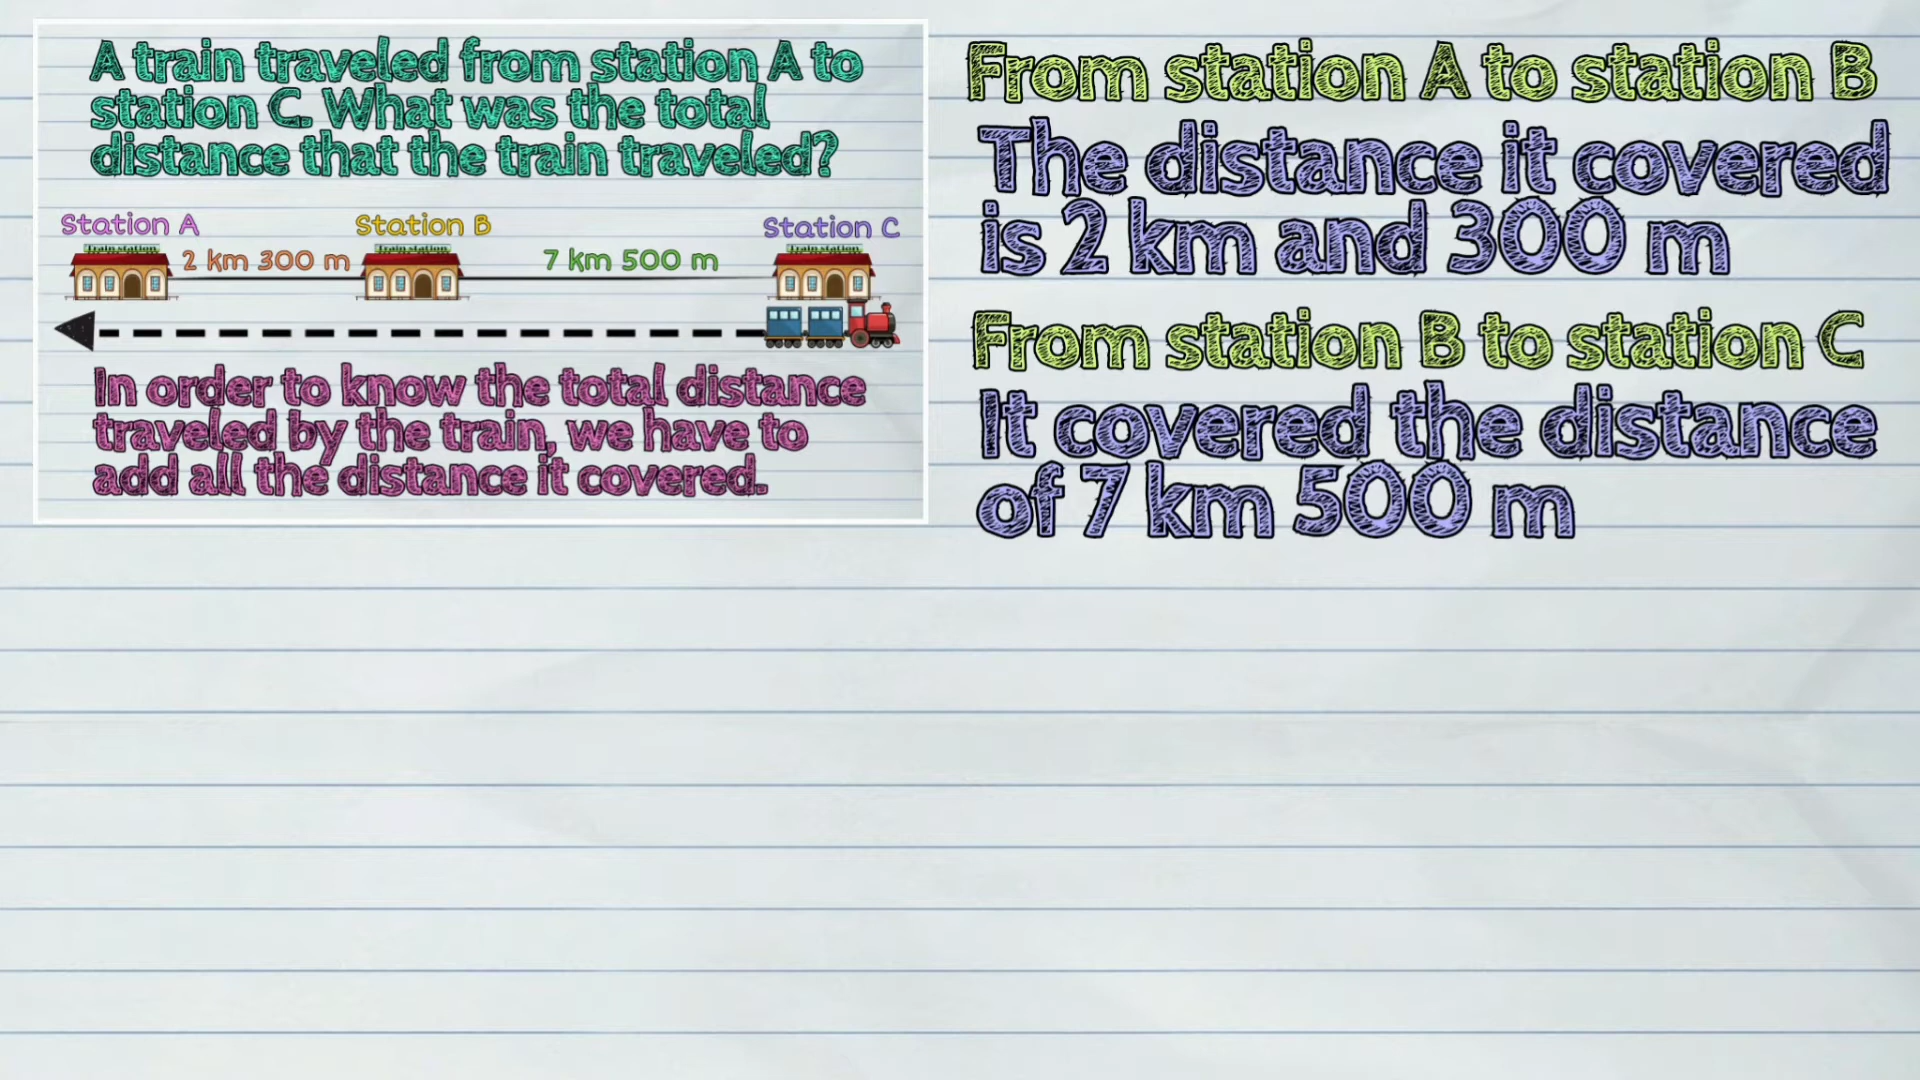 A train traveled from station A to
station C. What was the total
distance that the train traveled?
Station A
Station B
Station C
Train station
Train station
Train station
2 km 300 m
7 km 500 m
In order to know the total distance
traveled by the train, we have to
add all the distance it covered.
From station A to station B
The distance it covered
is 2 km and 300 m
From station B to station C
It covered the distance
of 7 km 500 m